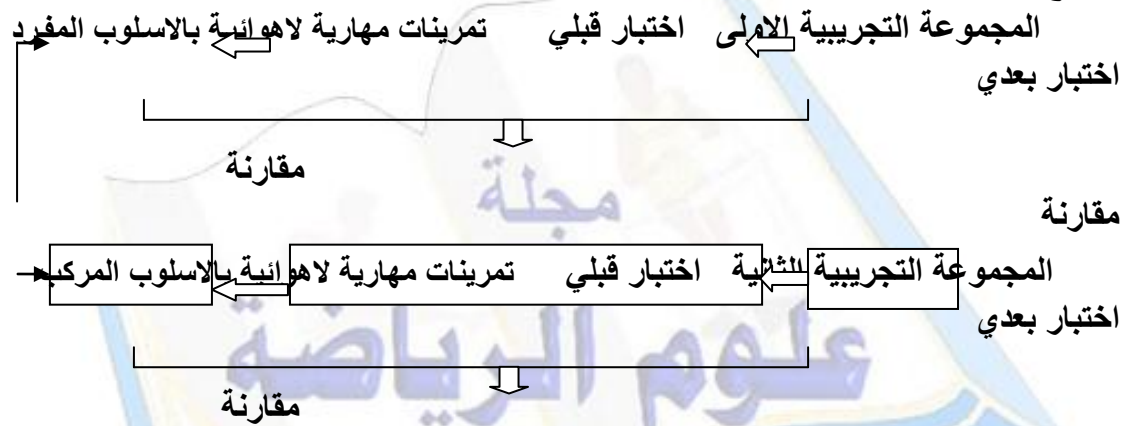 المجموعة التجريبية الاولى اختبار قبلي تمرينات مهارية لاهوائية بالاسلوب المفرد
اختبار بعدي
مقارنة
مجلة
مقارنة
المجموعة التجريبية الثانية اختبار قبلي تمرينات مهارية لاهوائية بالاسلوب المركب
اختبار بعدي
علوم الرياضة
مقارنة